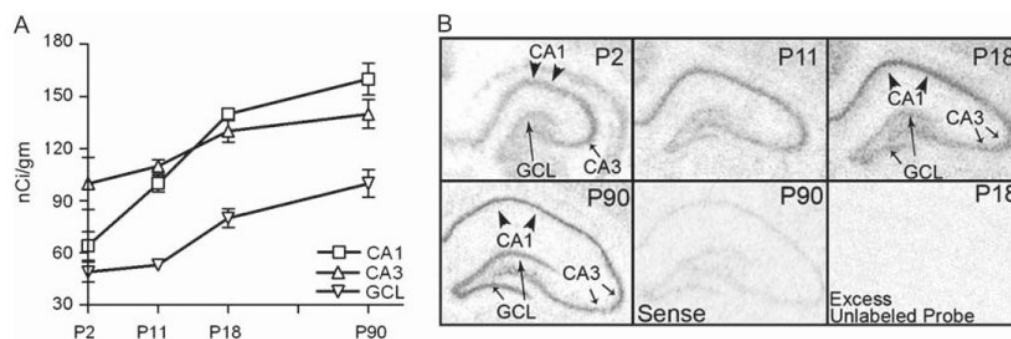 A
nCi/gm
180
150
120
90
60
30
P2
P11
P18
P90
CA1
CA3
GCL
B
P2
CA1
GCL
CA3
P11
P18
CA1
CA3
GCL
P90
CA1
CA3
GCL
P90
Sense
P18
Excess
Unlabeled Probe